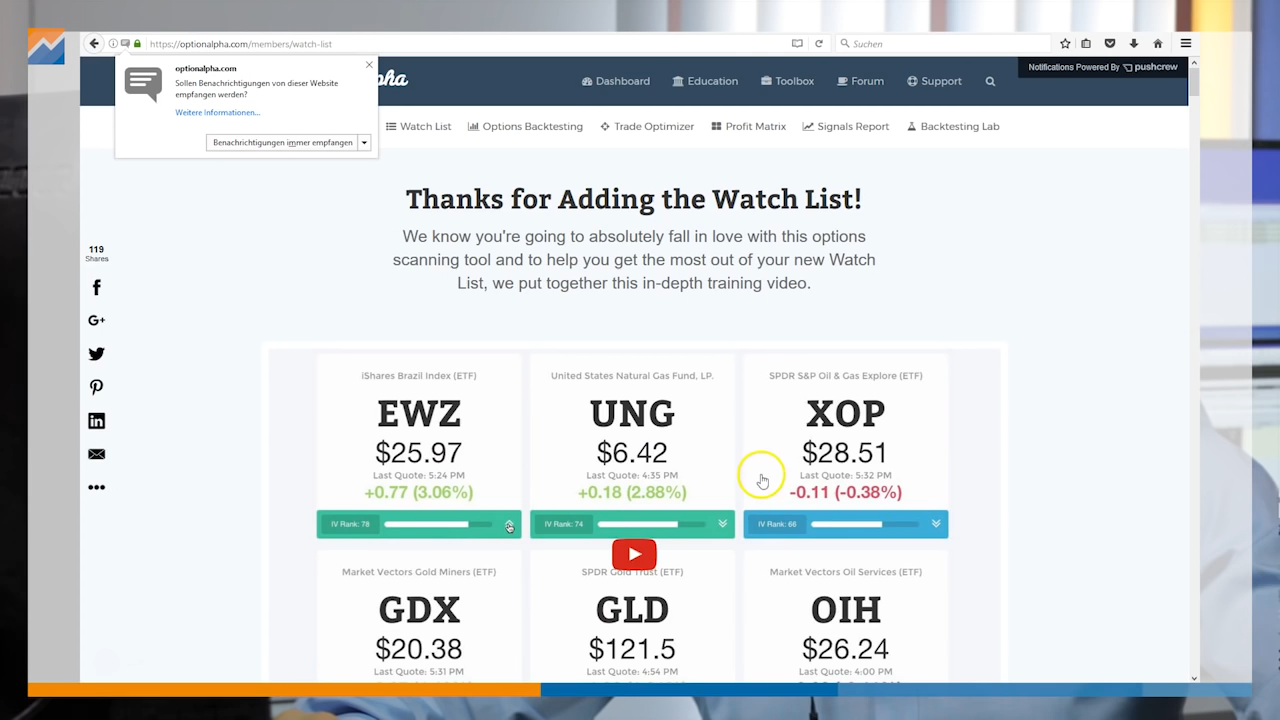 https://optionalpha.com/members/watch-list
Suchen
optionalpha.com
Sollen Benachrichtigungen von dieser Website
empfangen werden?
Weitere Informationen...
Benachrichtigungen immer empfangen
Notifications Powered By pushcrew
Dashboard
Education
Toolbox
Forum
Support
Watch List
Options Backtesting
Trade Optimizer
Profit Matrix
Signals Report
Backtesting Lab
Thanks for Adding the Watch List!
We know you're going to absolutely fall in love with this options
scanning tool and to help you get the most out of your new Watch
List, we put together this in-depth training video.
119
Shares
iShares Brazil Index (ETF)
EWZ
$25.97
Last Quote: 5:24 PM
+0.77 (3.06%)
IV Rank: 78
United States Natural Gas Fund, LP.
UNG
$6.42
Last Quote: 4:35 PM
+0.18 (2.88%)
IV Rank: 74
SPDR S&P Oil & Gas Explore (ETF)
XOP
$28.51
Last Quote: 5:32 PM
-0.11 (-0.38%)
IV Rank: 66
Market Vectors Gold Miners (ETF)
GDX
$20.38
Last Quote: 5:31 PM
SPDR Gold Trust (ETF)
GLD
$121.5
Last Quote: 4:54 PM
Market Vectors Oil Services (ETF)
OIH
$26.24
Last Quote: 4:00 PM